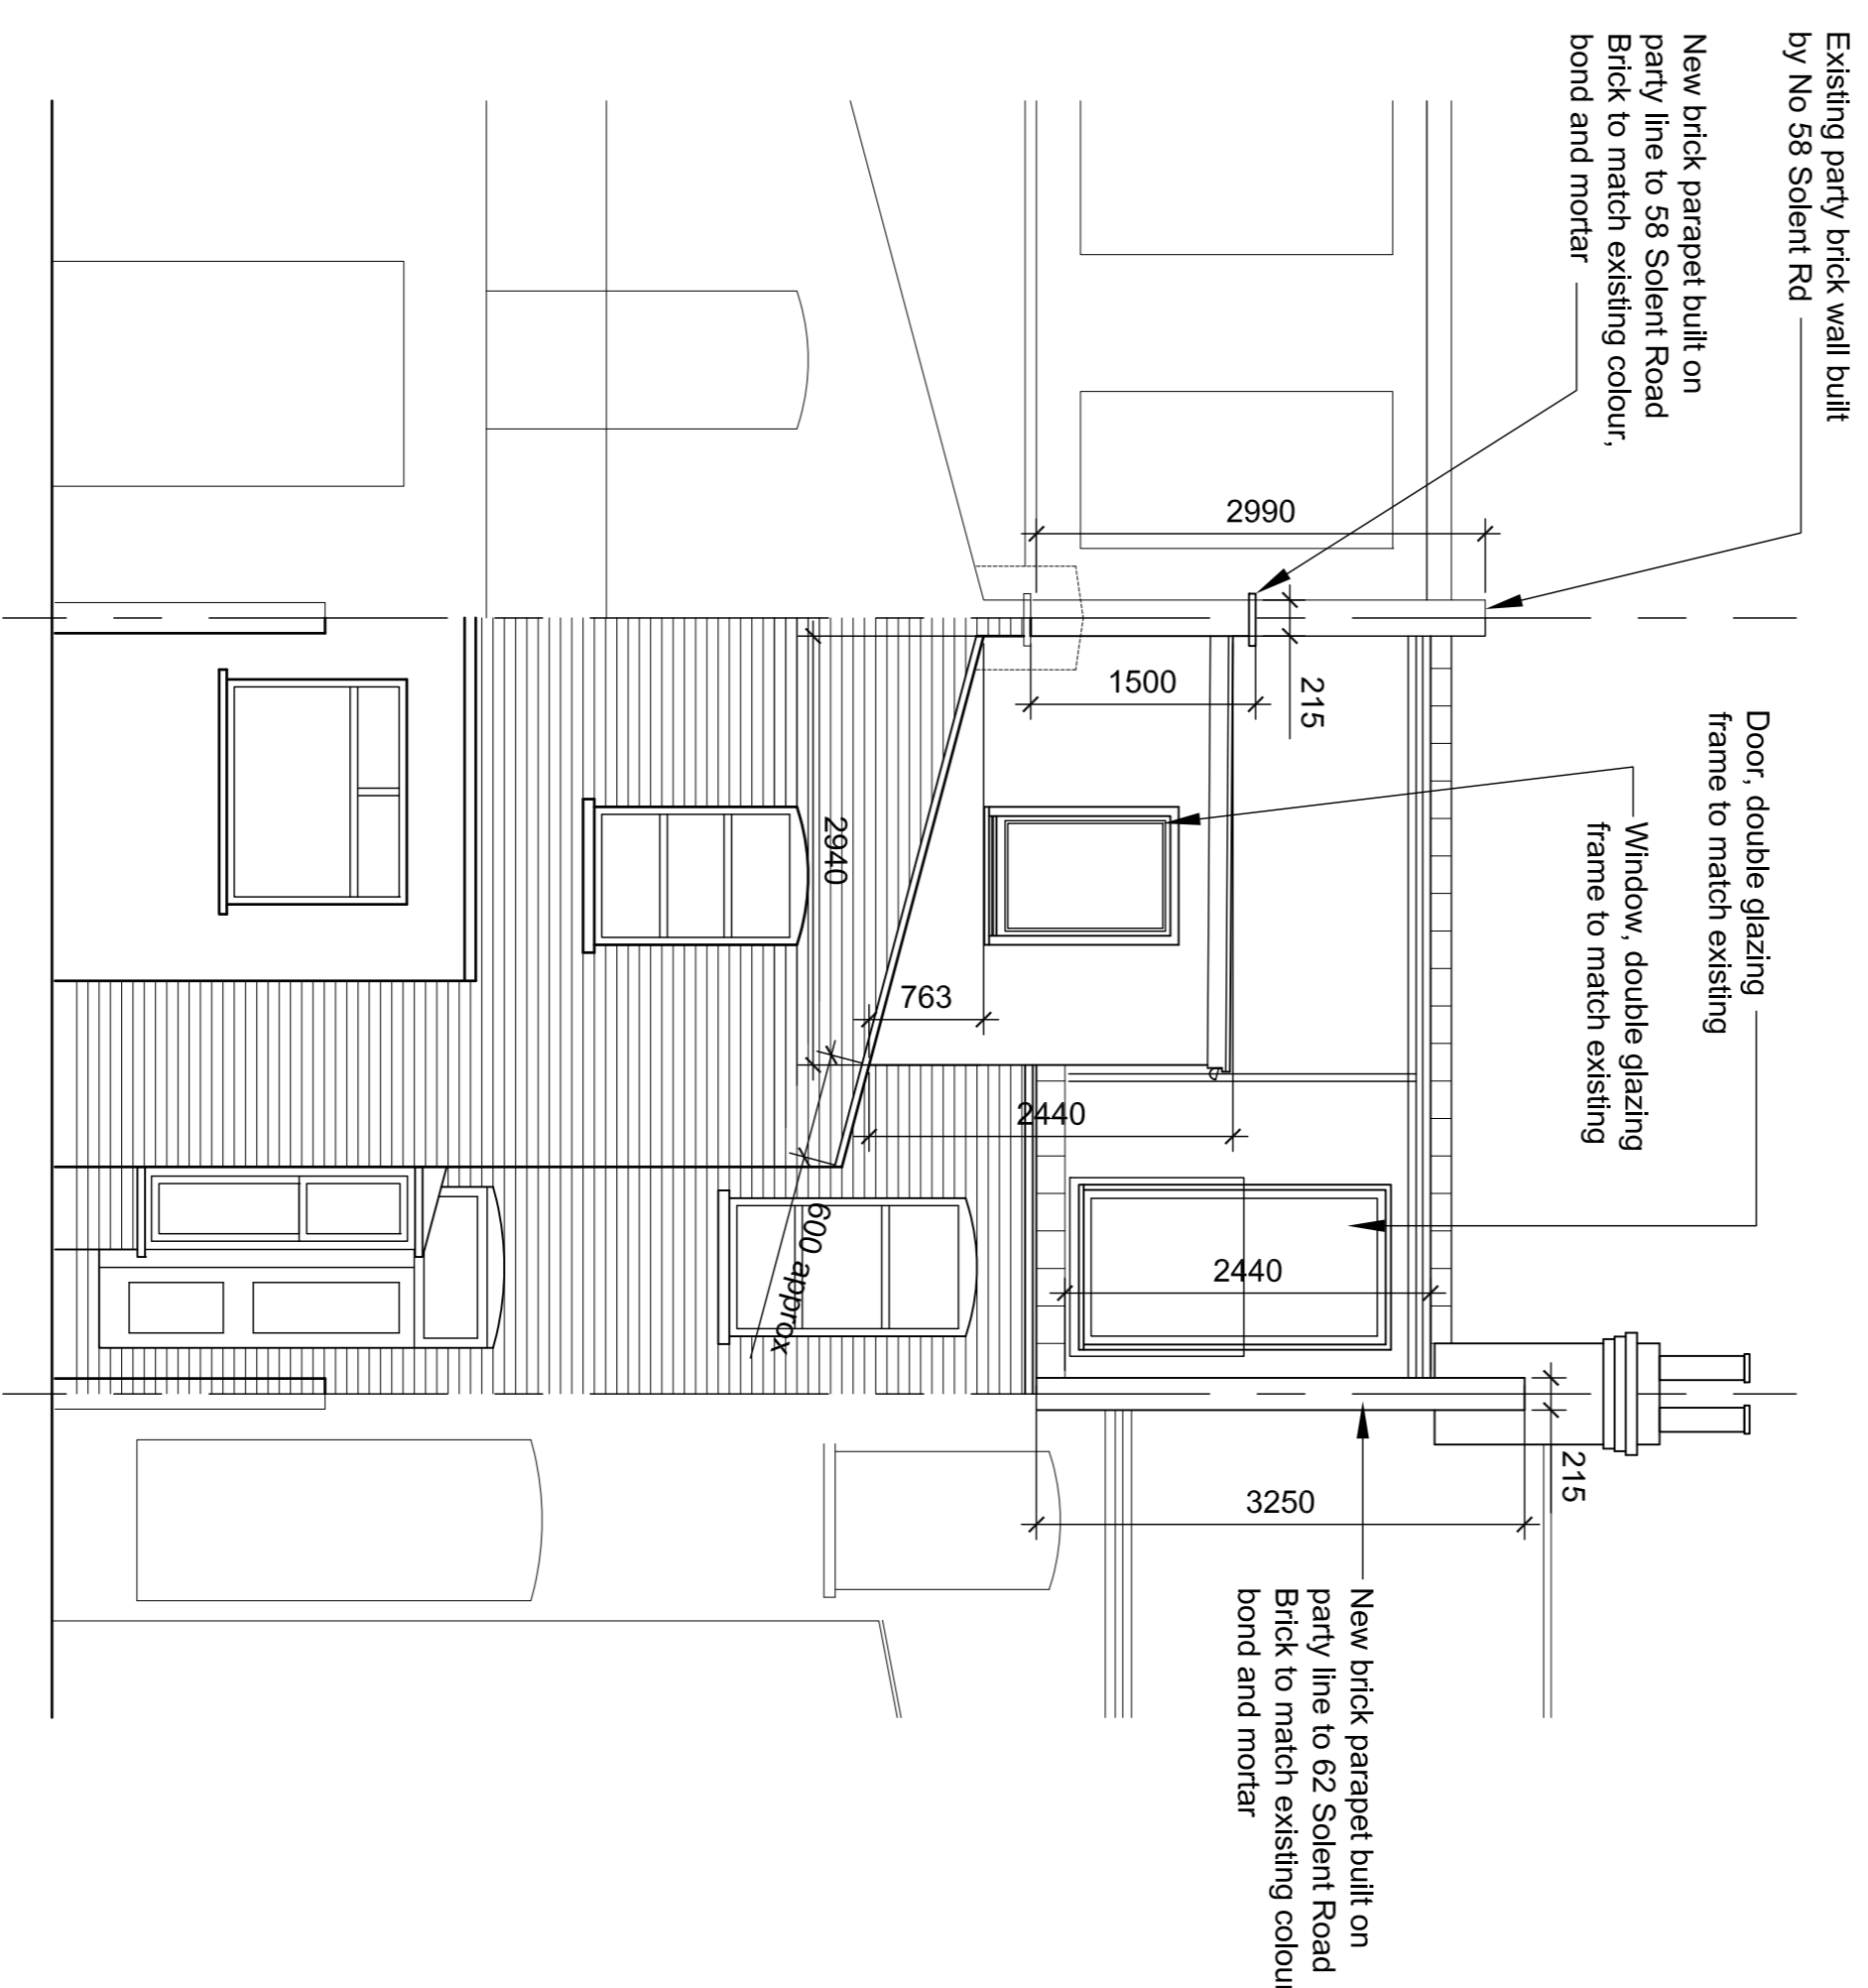 Existing party brick wall built
by No 58 Solent Rd
New brick parapet built on
party line to 58 Solent Road
Brick to match existing colour,
bond and mortar
Door, double glazing
frame to match existing
Window, double glazing
frame to match existing
New brick parapet built on
party line to 62 Solent Road
Brick to match existing colou
bond and mortar
2990
215
1500
2940
763
2440
600 approx
2440
215
3250